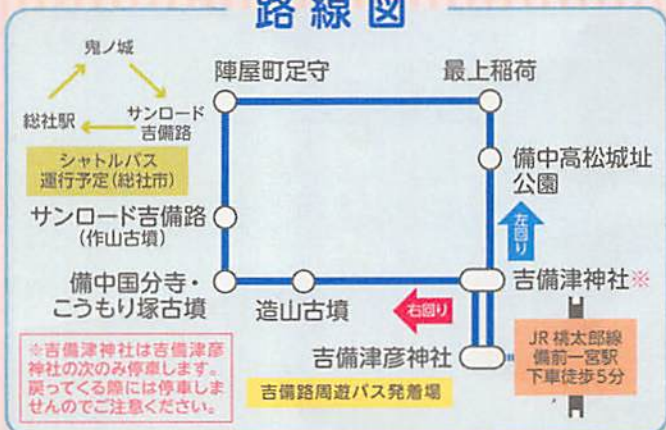 路線図
鬼ノ城
総社駅
サンロード
吉備路
シャトルバス
運行予定(総社市)
陣屋町足守
最上稲荷
備中高松城址
公園
左回り
サンロード吉備路
(作山古墳)
備中国分寺・
こうもり塚古墳
造山古墳
右回り
吉備津神社※
吉備津彦神社
JR桃太郎線
備前一宮駅
下車徒歩5分
※吉備津神社は吉備津彦
神社の次のみ停車します。
戻ってくる際には停車しま
せんのでご注意ください。
吉備路周遊バス発着場